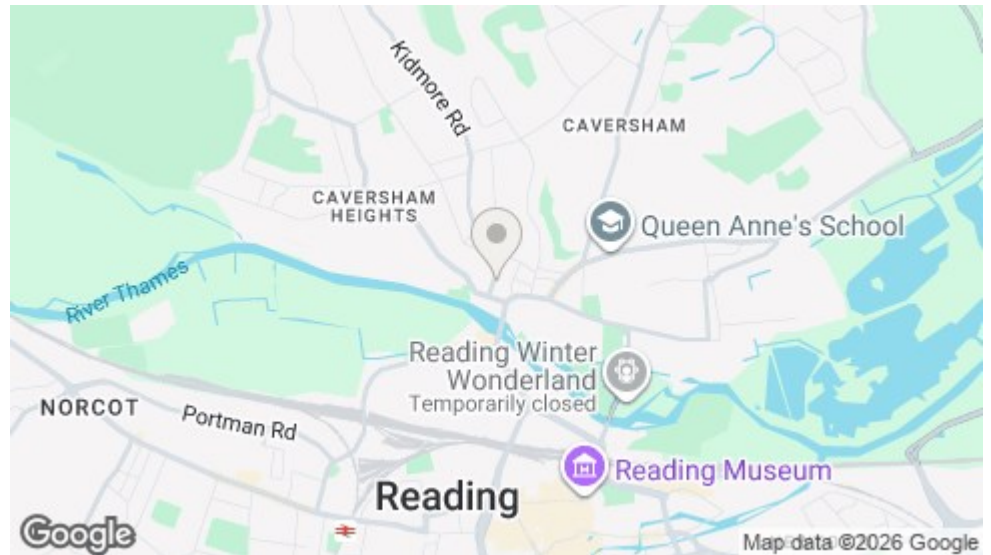 Kidmore Rd
CAVERSHAM
CAVERSHAM
HEIGHTS
Queen Anne's School
River Thames
Reading Winter
Wonderland
Temporarily closed
NORCOT
Portman Rd
Reading Museum
Reading
Google
Map data ©2026 Google